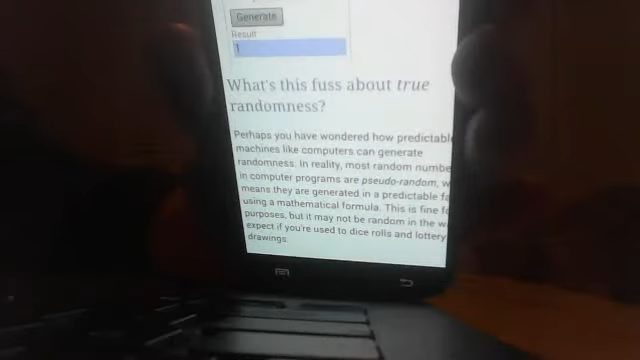 Generate
Result
1
What's this fuss about true
randomness?
Perhaps you have wondered how predictable
machines like computers can generate
randomness. In reality, most random numbe
in computer programs are pseudo-random, w
means they are generated in a predictable fa
using a mathematical formula. This is fine fo
purposes, but it may not be random in the w
expect if you're used to dice rolls and lottery
drawings.